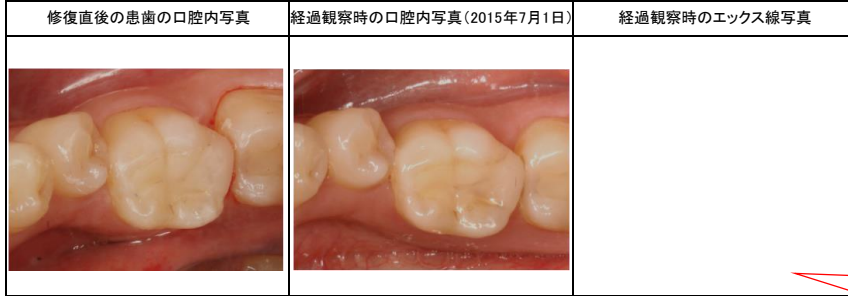 修復直後の患歯の口腔内写真
経過観察時の口腔内写真(2015年7月1日)
経過観察時のエックス線写真